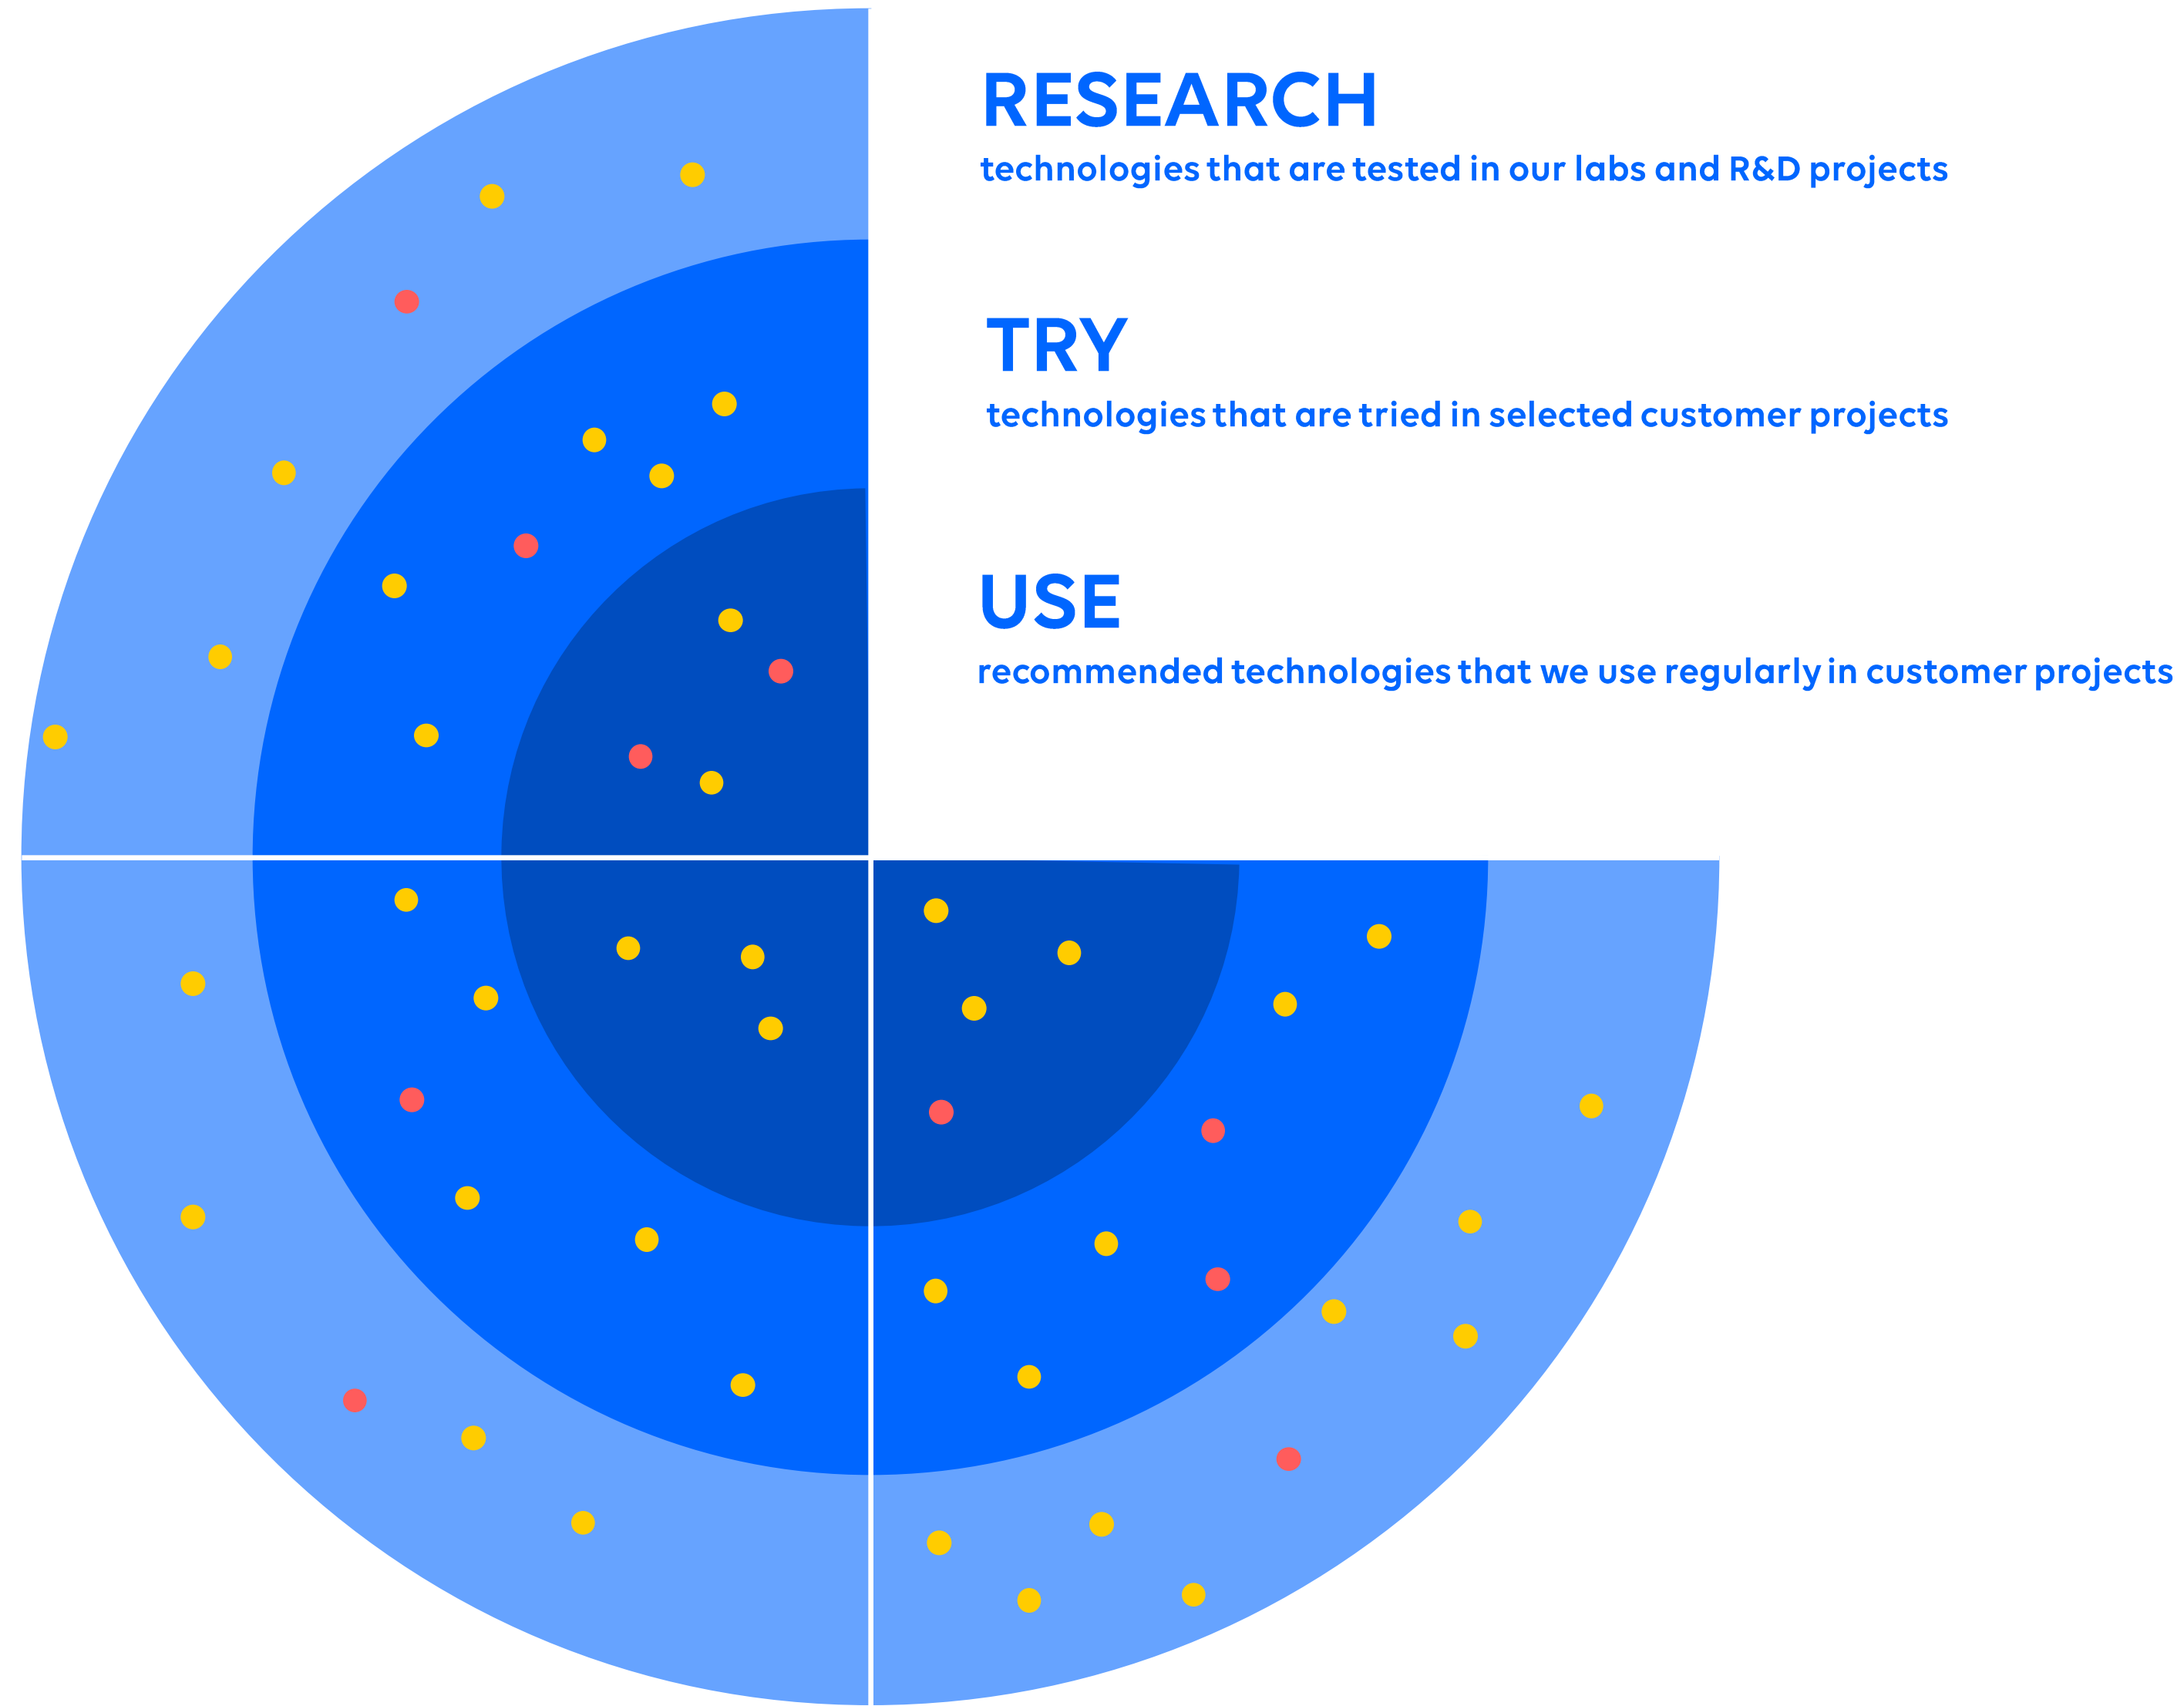 RESEARCH
technologies that are tested in our labs and R&D projects
TRY
technologies that are tried in selected customer projects
USE
recommended technologies that we use regularly in customer projects